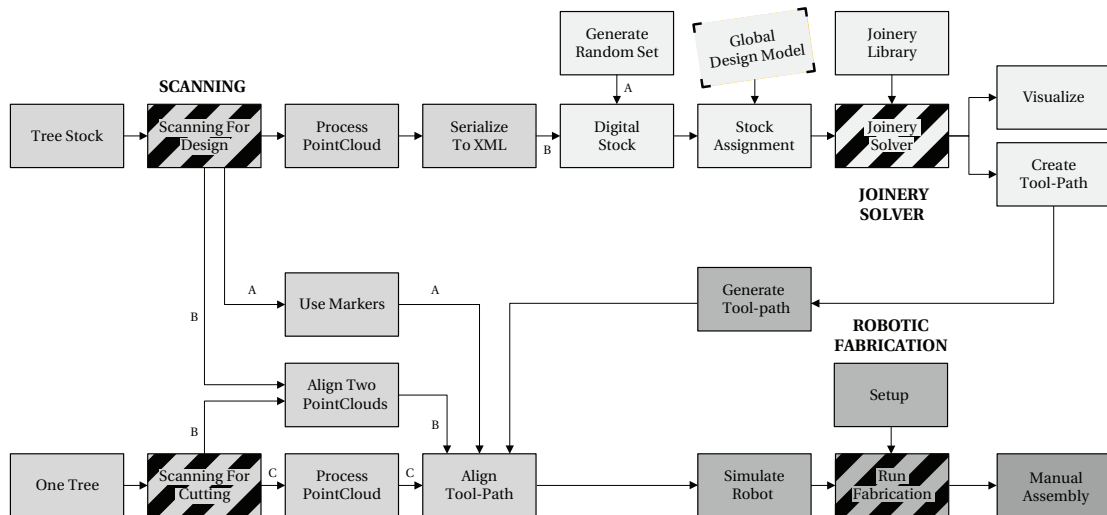 Generate
Random Set
Global
Design Model
Joinery
Library
SCANNING
A
Tree Stock
Scanning For
Design
Process
PointCloud
Serialize
To XML
B
Digital
Stock
Stock
Assignment
Joinery
Solver
Visualize
JOINERY
SOLVER
Create
Tool-Path
A
Use Markers
A
Generate
Tool-path
B
ROBOTIC
FABRICATION
Align Two
PointClouds
Setup
B
B
One Tree
Scanning For
Cutting
C
Process
PointCloud
C
Align
Tool-Path
Simulate
Robot
Run
Fabrication
Manual
Assembly